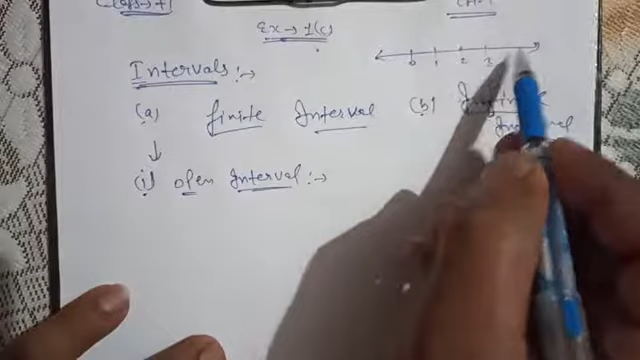 Ex → 1(c)
0 1 2 3
Intervals :→
(a) finite Interval (b)
↓
(i) open Interval :→